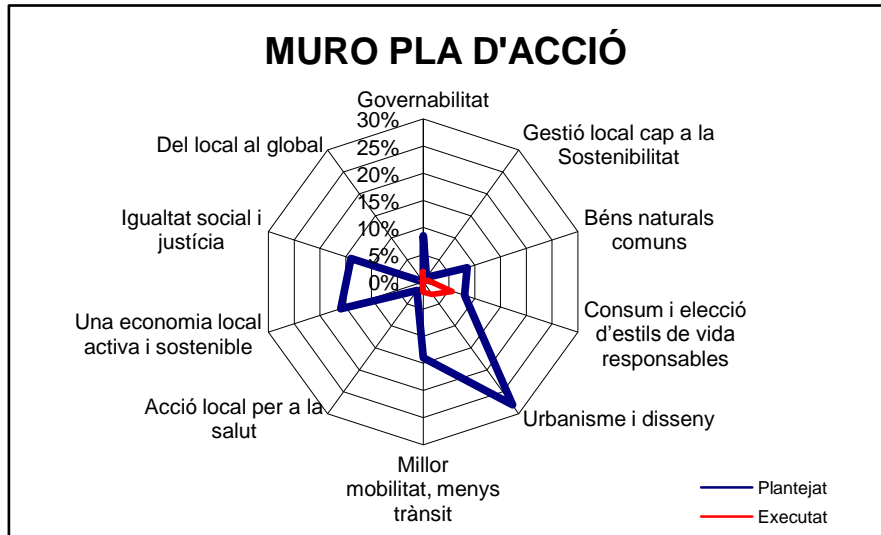 MURO PLA D'ACCIÓ
Governabilitat
30%
25%
20%
15%
10%
5%
0%
Gestió local cap a la
Sostenibilitat
Béns naturals
comuns
Consum i elecció
d’estils de vida
responsables
Urbanisme i disseny
Millor
mobilitat, menys
trànsit
Acció local per a la
salut
Una economia local
activa i sostenible
Igualtat social i
justícia
Del local al global
Plantejat
Executat